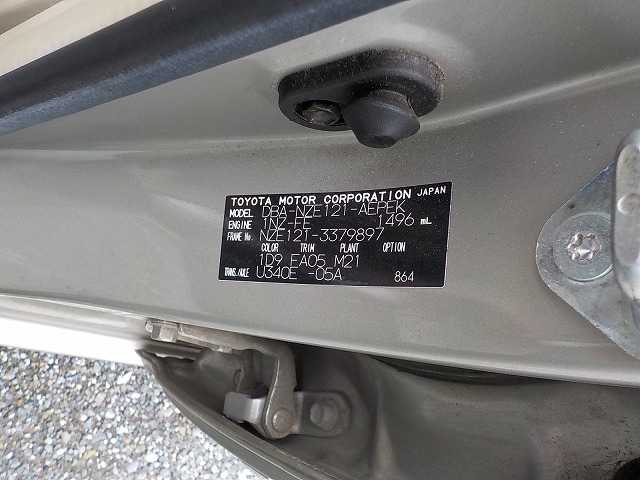 TOYOTA MOTOR CORPORATION JAPAN
MODEL DBA-NZE121-AEPEK
ENGINE 1NZ-FE 1496 mL
FRAME No. NZE121-3379897
COLOR TRIM PLANT OPTION
1D9 FA05 M21
TRANS./AXLE U340E -05A 864